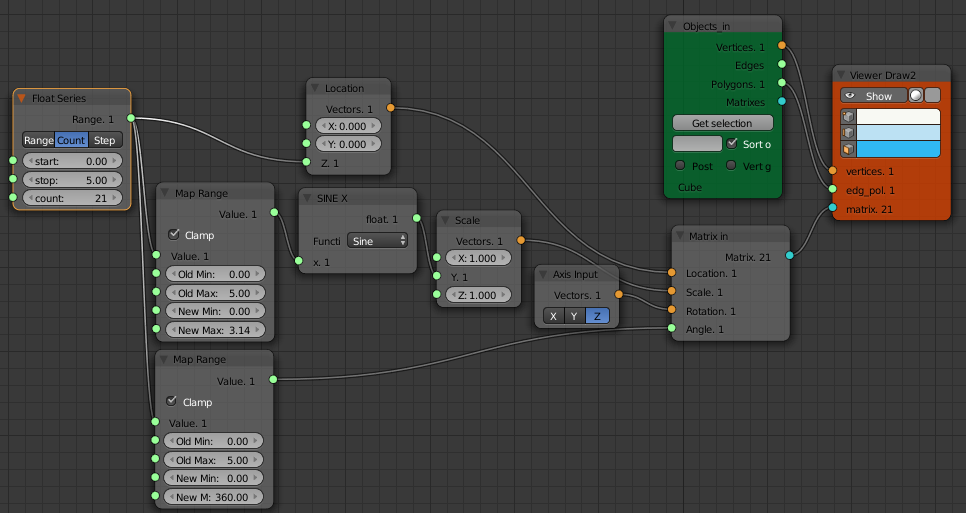 Float Series
Range. 1
Range Count Step
start: 0.00
stop: 5.00
count: 21
Location
Vectors. 1
X: 0.000
Y: 0.000
Z. 1
Map Range
Value. 1
Clamp
Value. 1
Old Min: 0.00
Old Max: 5.00
New Min: 0.00
New Max: 3.14
SINE X
float. 1
Functi Sine
x. 1
Scale
Vectors. 1
X: 1.000
Y. 1
Z: 1.000
Axis Input
Vectors. 1
X Y Z
Map Range
Value. 1
Clamp
Value. 1
Old Min: 0.00
Old Max: 5.00
New Min: 0.00
New M: 360.00
Objects_in
Vertices. 1
Edges
Polygons. 1
Matrixes
Get selection
Sort o
Post Vert g
Cube
Matrix in
Matrix. 21
Location. 1
Scale. 1
Rotation. 1
Angle. 1
Viewer Draw2
Show
vertices. 1
edg_pol. 1
matrix. 21